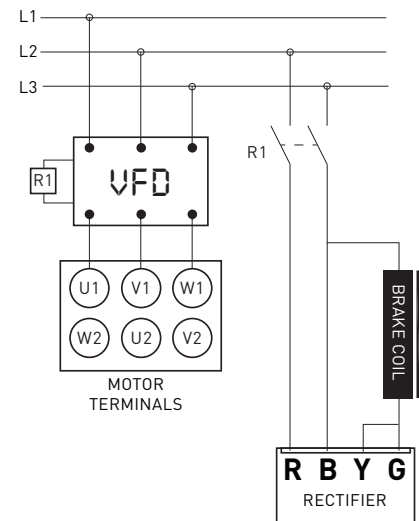 L1
L2
L3
R1
R1
VFD
U1 V1 W1
W2 U2 V2
MOTOR
TERMINALS
BRAKE COIL
R B Y G
RECTIFIER